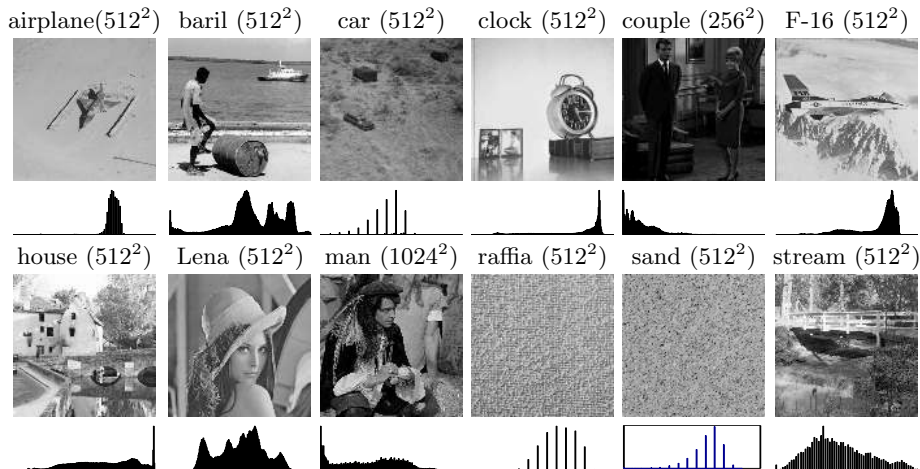 airplane(512²) baril (512²) car (512²) clock (512²) couple (256²) F-16 (512²)
house (512²) Lena (512²) man (1024²) raffia (512²) sand (512²) stream (512²)